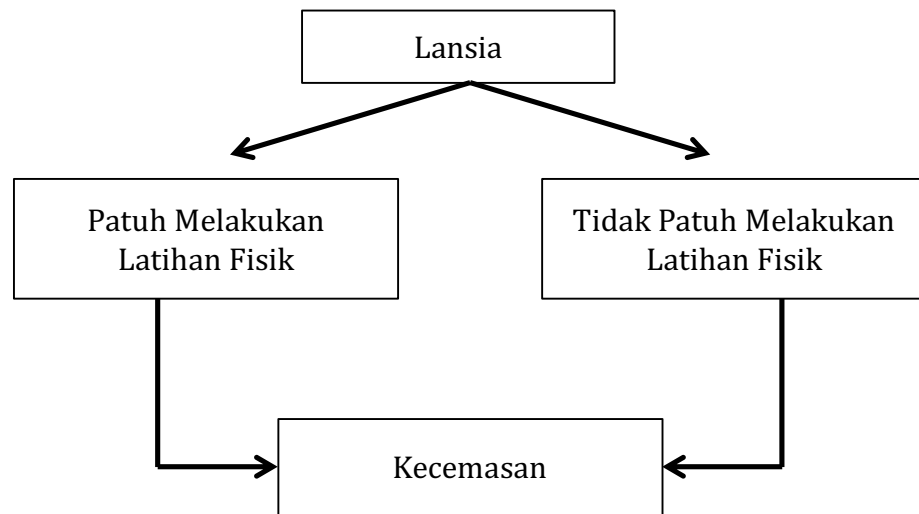 Lansia
Patuh Melakukan
Latihan Fisik
Tidak Patuh Melakukan
Latihan Fisik
Kecemasan